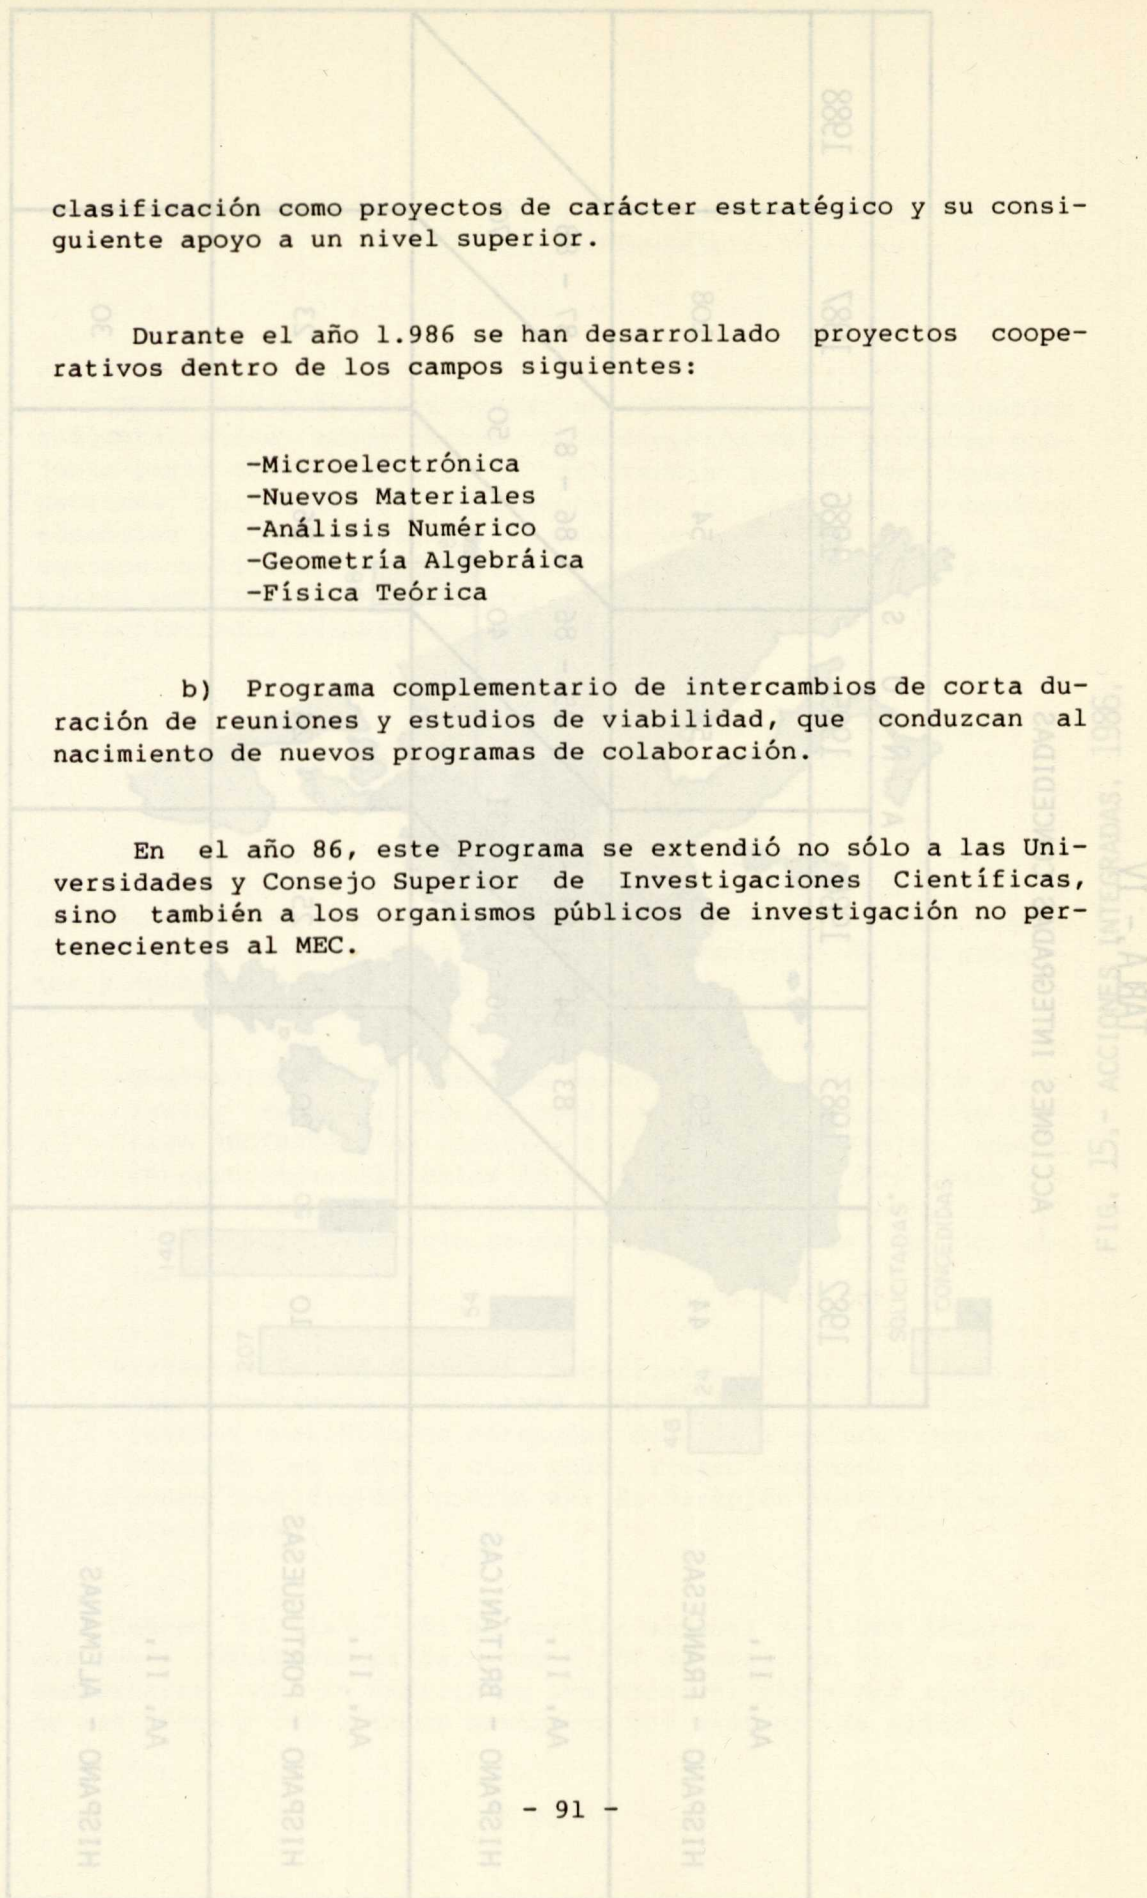 clasificación como proyectos de carácter estratégico y su consi-
guiente apoyo a un nivel superior.
Durante el año 1.986 se han desarrollado proyectos coope-
rativos dentro de los campos siguientes:
-Microelectrónica
-Nuevos Materiales
-Análisis Numérico
-Geometría Algebráica
-Física Teórica
b) Programa complementario de intercambios de corta du-
ración de reuniones y estudios de viabilidad, que conduzcan al
nacimiento de nuevos programas de colaboración.
En el año 86, este Programa se extendió no sólo a las Uni-
versidades y Consejo Superior de Investigaciones Científicas,
sino también a los organismos públicos de investigación no per-
tenecientes al MEC.
- 91 -